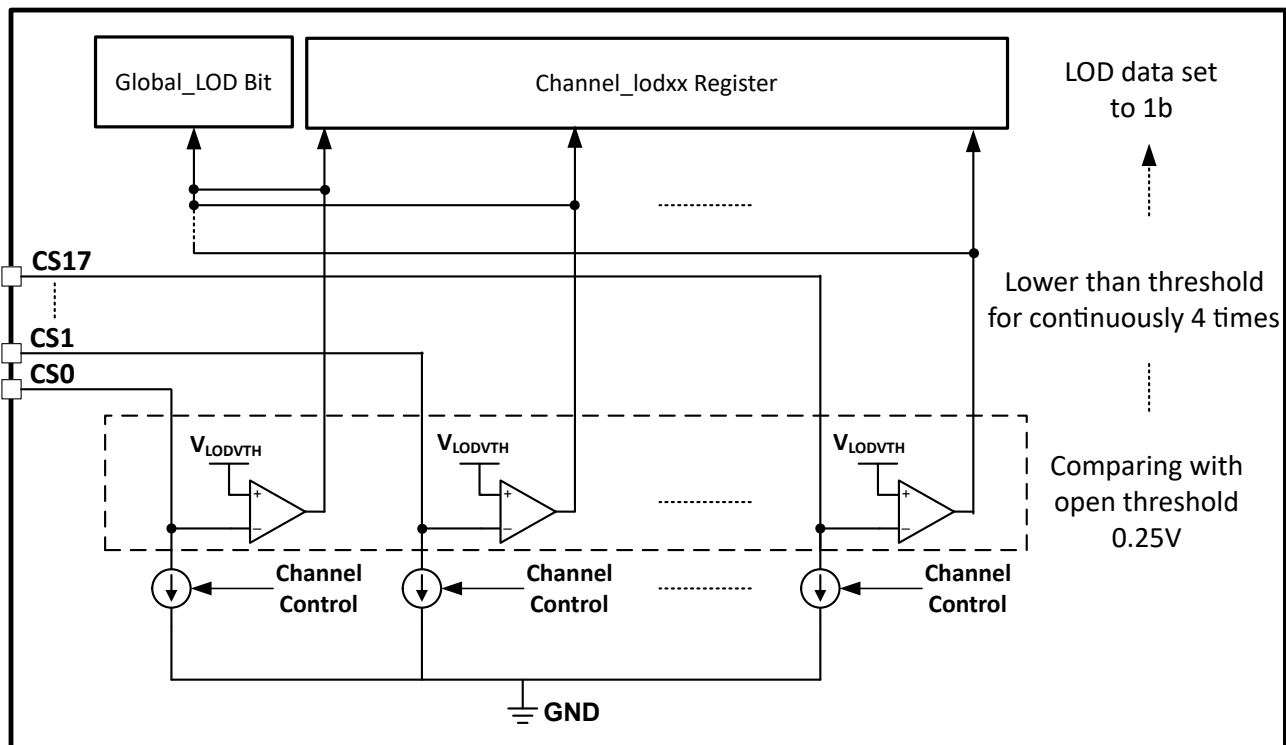 Global_LOD Bit
Channel_lodxx Register
LOD data set
to 1b
CS17
CS1
CS0
Lower than threshold
for continuously 4 times
VLODVTH
VLODVTH
VLODVTH
+
−
+
−
+
−
Comparing with
open threshold
0.25V
Channel
Control
Channel
Control
Channel
Control
GND